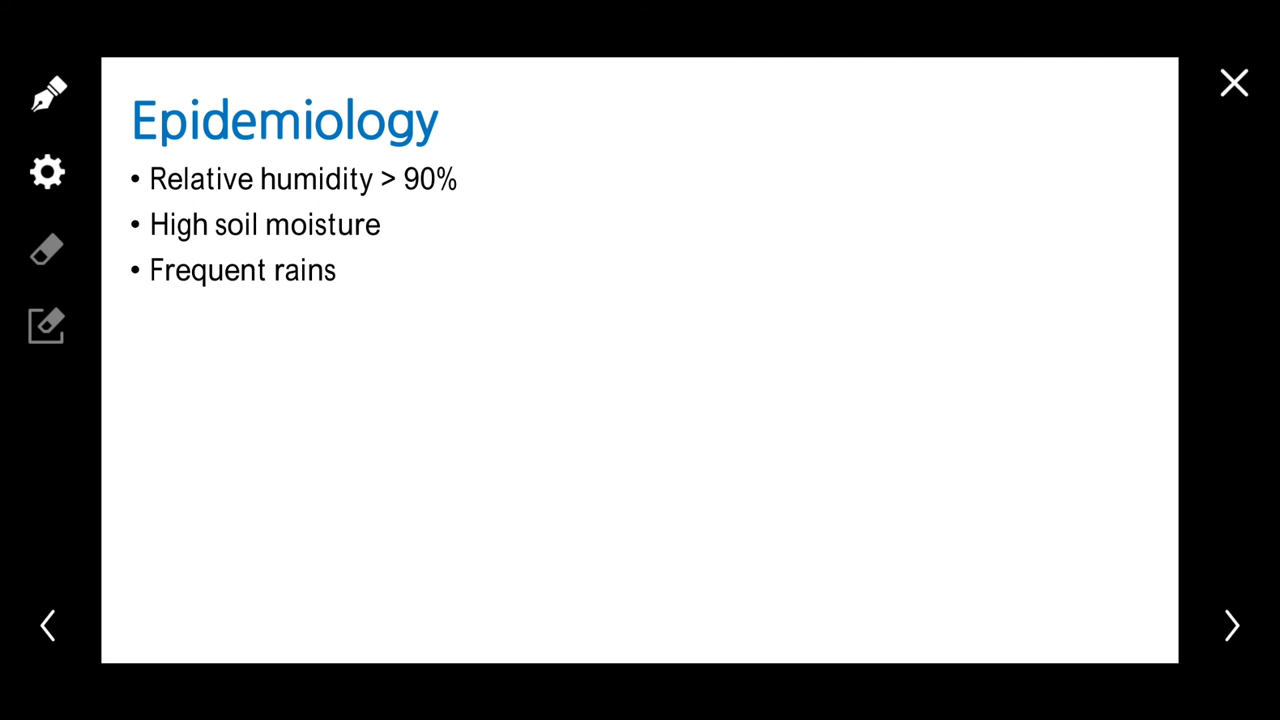 Epidemiology
• Relative humidity > 90%
• High soil moisture
• Frequent rains